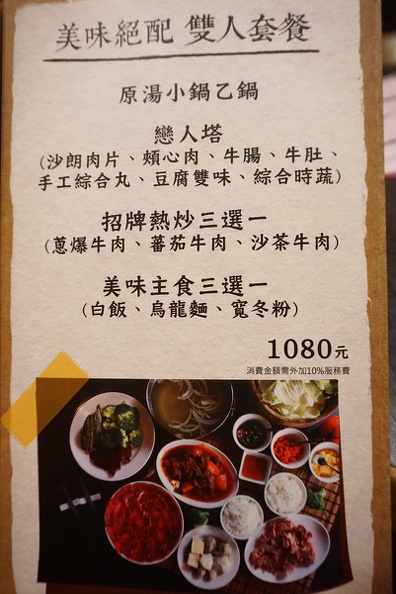 美味絕配 雙人套餐
原湯小鍋乙鍋
戀人塔
(沙朗肉片、頰心肉、牛腸、牛肚、
手工綜合丸、豆腐雙味、綜合時蔬)
招牌熱炒三選一
(蔥爆牛肉、蕃茄牛肉、沙茶牛肉)
美味主食三選一
(白飯、烏龍麵、寬冬粉)
1080元
消費金額需外加10%服務費